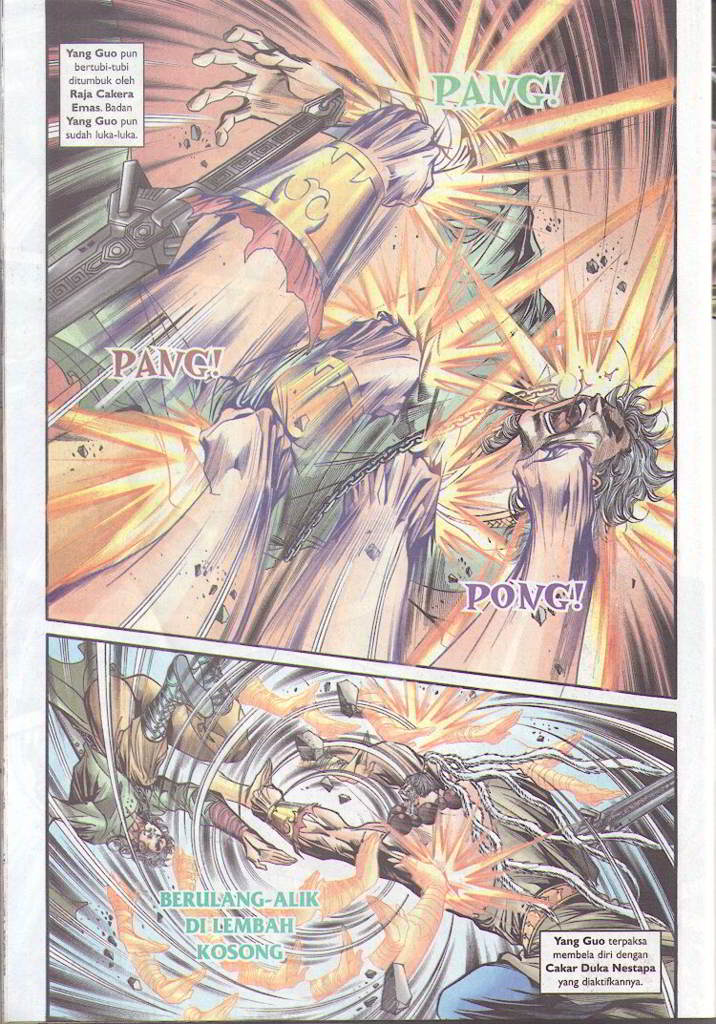 Yang Guo pun
bertubi-tubi
ditumbuk oleh
Raja Cakera
Emas. Badan
Yang Guo pun
sudah luka-luka.
PANG!
PANG!
PONG!
BERULANG-ALIK
DI LEMBAH
KOSONG
Yang Guo terpaksa
membela diri dengan
Cakar Duka Nestapa
yang diaktifkannya.